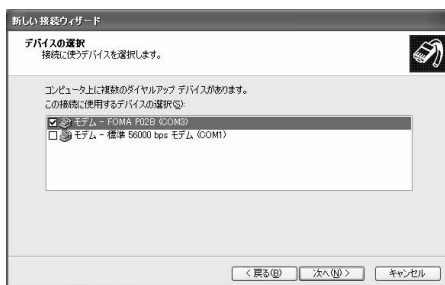 新しい接続ウィザード
デバイスの選択
接続に使うデバイスを選択します。
コンピュータ上に複数のダイヤルアップ デバイスがあります。
この接続に使用するデバイスの選択(S):
モデム - FOMA P02B (COM3)
モデム - 標準 56000 bps モデム (COM1)
< 戻る(B)
次へ(N) >
キャンセル